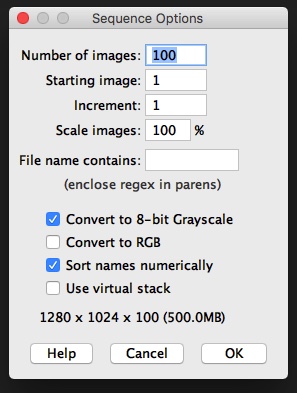 Sequence Options
Number of images: 100
Starting image: 1
Increment: 1
Scale images: 100 %
File name contains:
(enclose regex in parens)
Convert to 8-bit Grayscale
Convert to RGB
Sort names numerically
Use virtual stack
1280 x 1024 x 100 (500.0MB)
Help Cancel OK